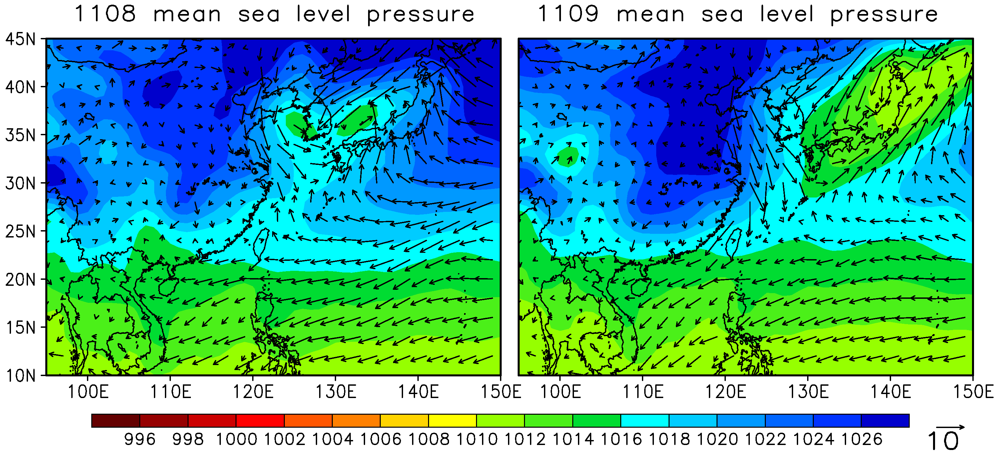 1108 mean sea level pressure
1109 mean sea level pressure
45N
40N
35N
30N
25N
20N
15N
10N
100E 110E 120E 130E 140E 150E
100E 110E 120E 130E 140E 150E
996 998 1000 1002 1004 1006 1008 1010 1012 1014 1016 1018 1020 1022 1024 1026
10